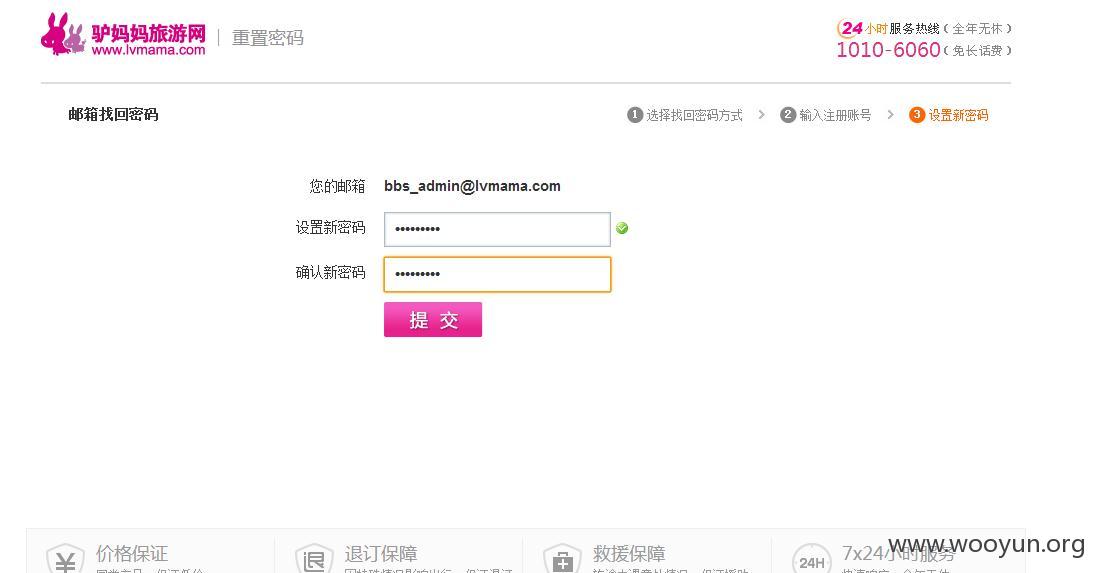 驴妈妈旅游网
www.lvmama.com
重置密码
24小时服务热线（全年无休）
1010-6060（免长话费）
邮箱找回密码
1 选择找回密码方式 > 2 输入注册账号 > 3 设置新密码
您的邮箱 bbs_admin@lvmama.com
设置新密码 •••••••••
确认新密码 •••••••••
提 交
¥ 价格保证
退订保障
救援保障
24H 7x24小时服务
www.wooyun.org